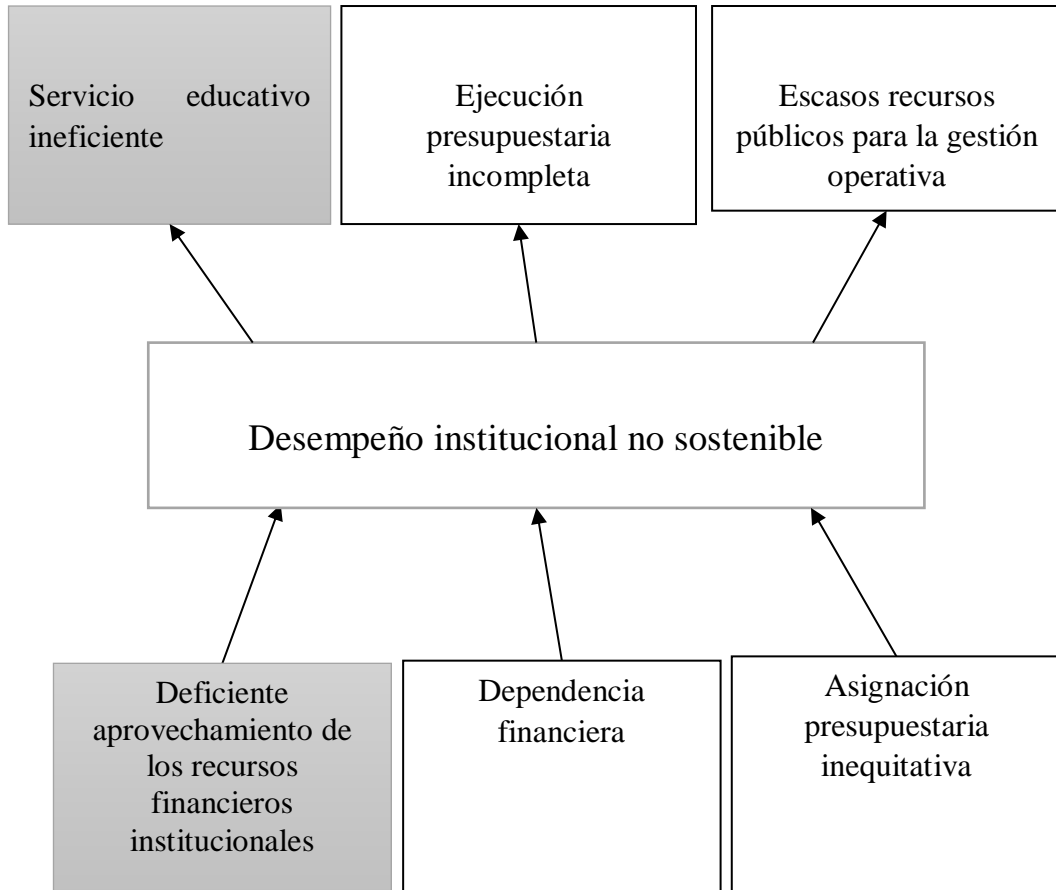 Servicio educativo
ineficiente
Ejecución
presupuestaria
incompleta
Escasos recursos
públicos para la gestión
operativa
Desempeño institucional no sostenible
Deficiente
aprovechamiento de
los recursos
financieros
institucionales
Dependencia
financiera
Asignación
presupuestaria
inequitativa